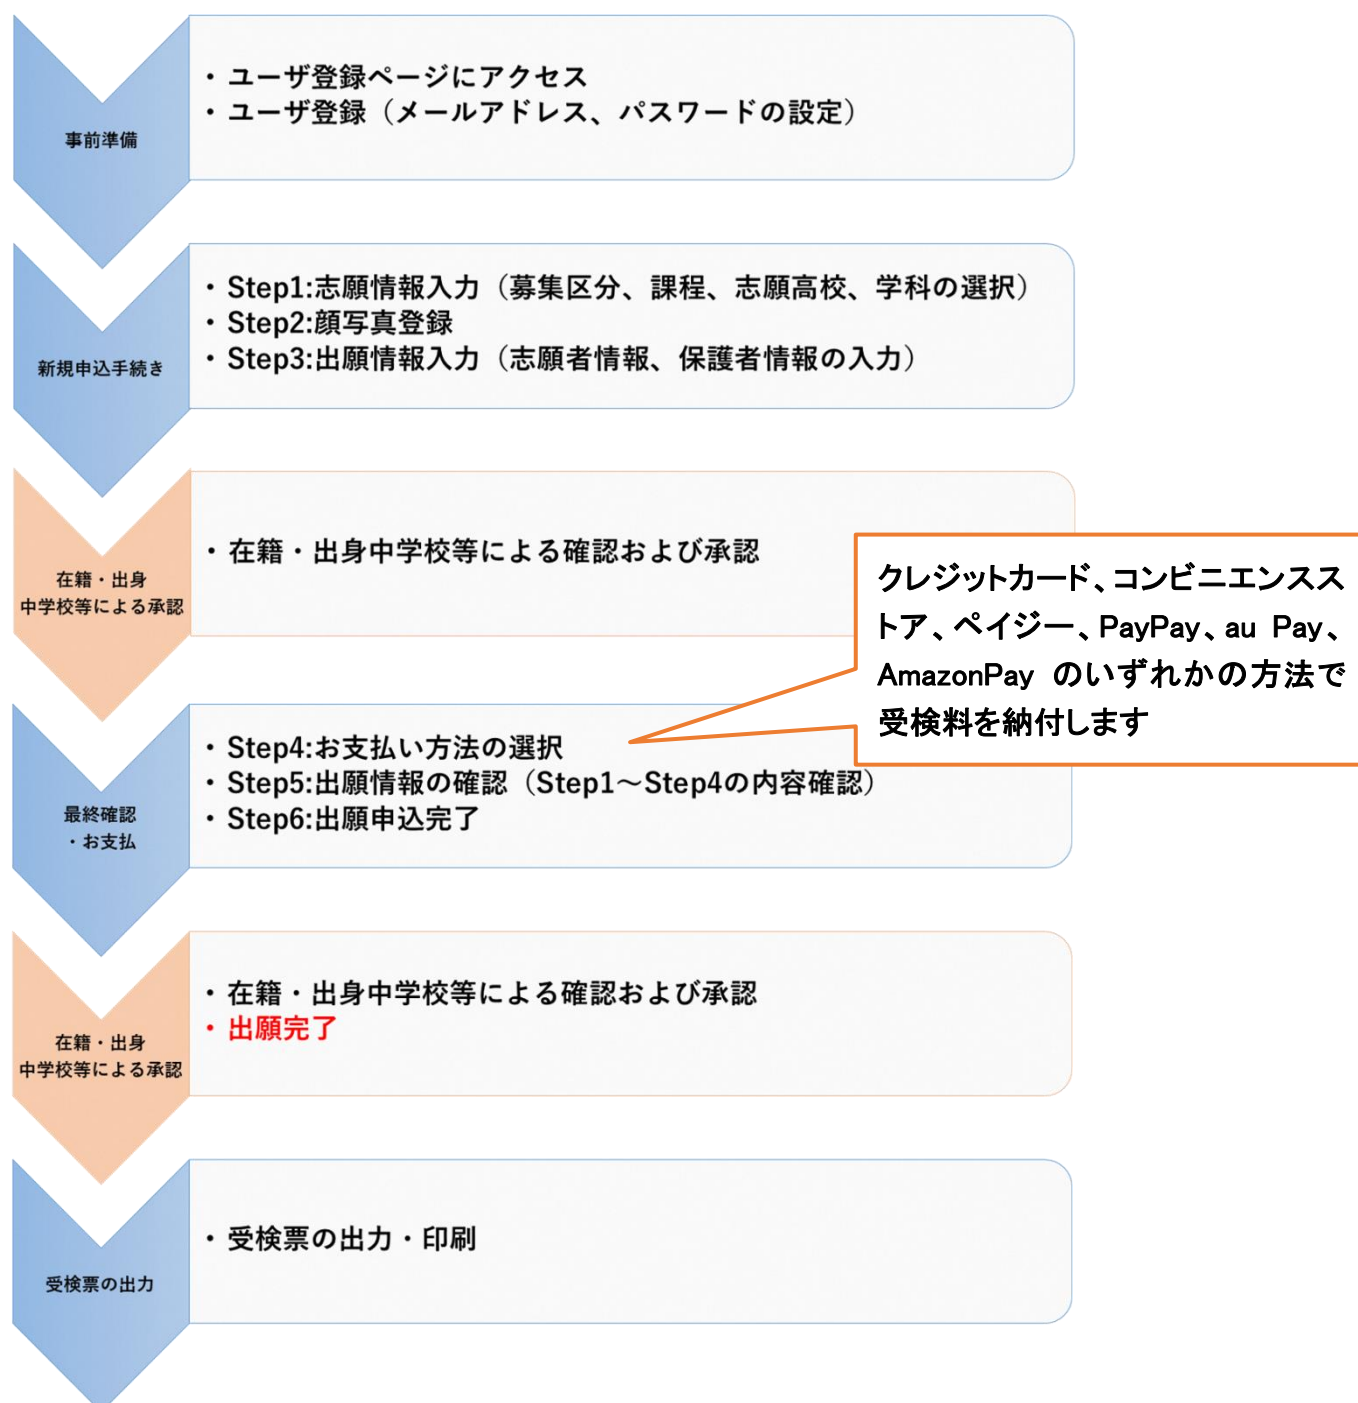 事前準備
・ユーザ登録ページにアクセス
・ユーザ登録（メールアドレス、パスワードの設定）
新規申込手続き
・Step1:志願情報入力（募集区分、課程、志願高校、学科の選択）
・Step2:顔写真登録
・Step3:出願情報入力（志願者情報、保護者情報の入力）
在籍・出身
中学校等による承認
・在籍・出身中学校等による確認および承認
クレジットカード、コンビニエンスス
トア、ペイジー、PayPay、au Pay、
AmazonPay のいずれかの方法で
受検料を納付します
最終確認
・お支払
・Step4:お支払い方法の選択
・Step5:出願情報の確認（Step1～Step4の内容確認）
・Step6:出願申込完了
在籍・出身
中学校等による承認
・在籍・出身中学校等による確認および承認
・出願完了
受検票の出力
・受検票の出力・印刷